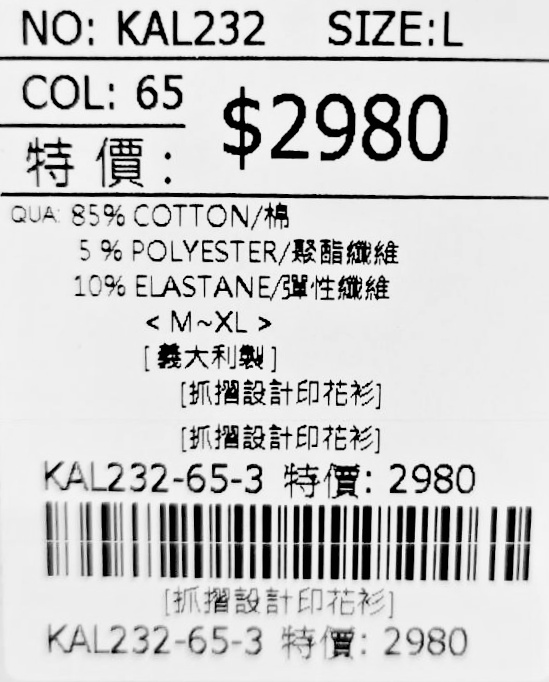 NO: KAL232 SIZE:L
COL: 65
特價: $2980
QUA: 85% COTTON/棉
5 % POLYESTER/聚酯纖維
10% ELASTANE/彈性纖維
< M~XL >
[義大利製]
[抓摺設計印花衫]
[抓摺設計印花衫]
KAL232-65-3 特價: 2980
[抓摺設計印花衫]
KAL232-65-3 特價: 2980